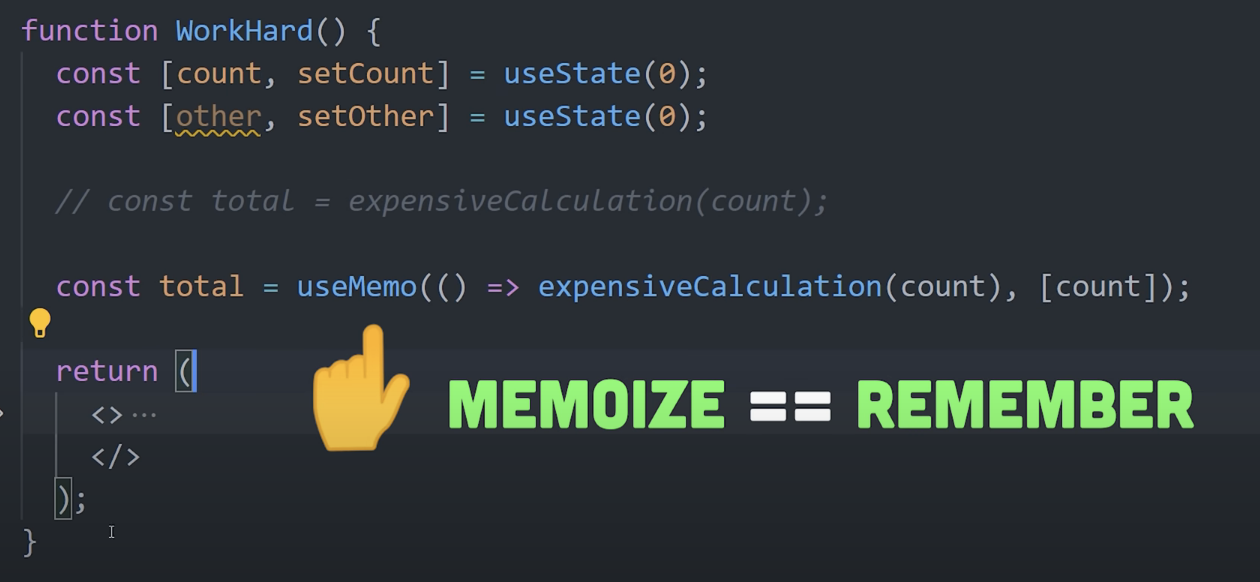 function WorkHard() {
const [count, setCount] = useState(0);
const [other, setOther] = useState(0);
// const total = expensiveCalculation(count);
const total = useMemo(() => expensiveCalculation(count), [count]);
return (
<>···
</>
);
}
MEMOIZE == REMEMBER